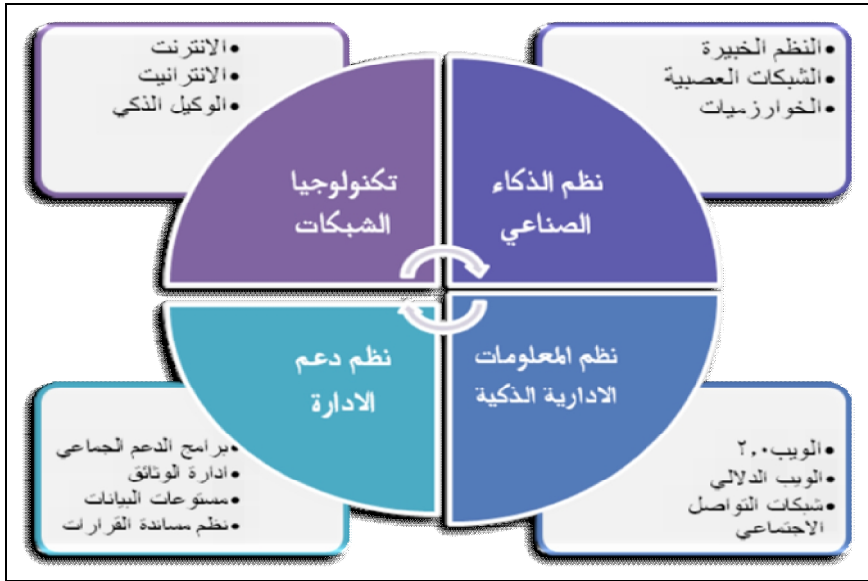 •النظم الخبيرة
•الشبكات العصبية
•الخوارزميات
•الانترنت
•الانترانيت
•الوكيل الذكي
نظم الذكاء
الصناعي
تكنولوجيا
الشبكات
نظم المعلومات
الادارية الذكية
نظم دعم
الادارة
•الويب٢,٠
•الويب الدلالي
•شبكات التواصل
الاجتماعي
•برامج الدعم الجماعي
•ادارة الوثائق
•مستوعات البيانات
•نظم مساندة القرارات